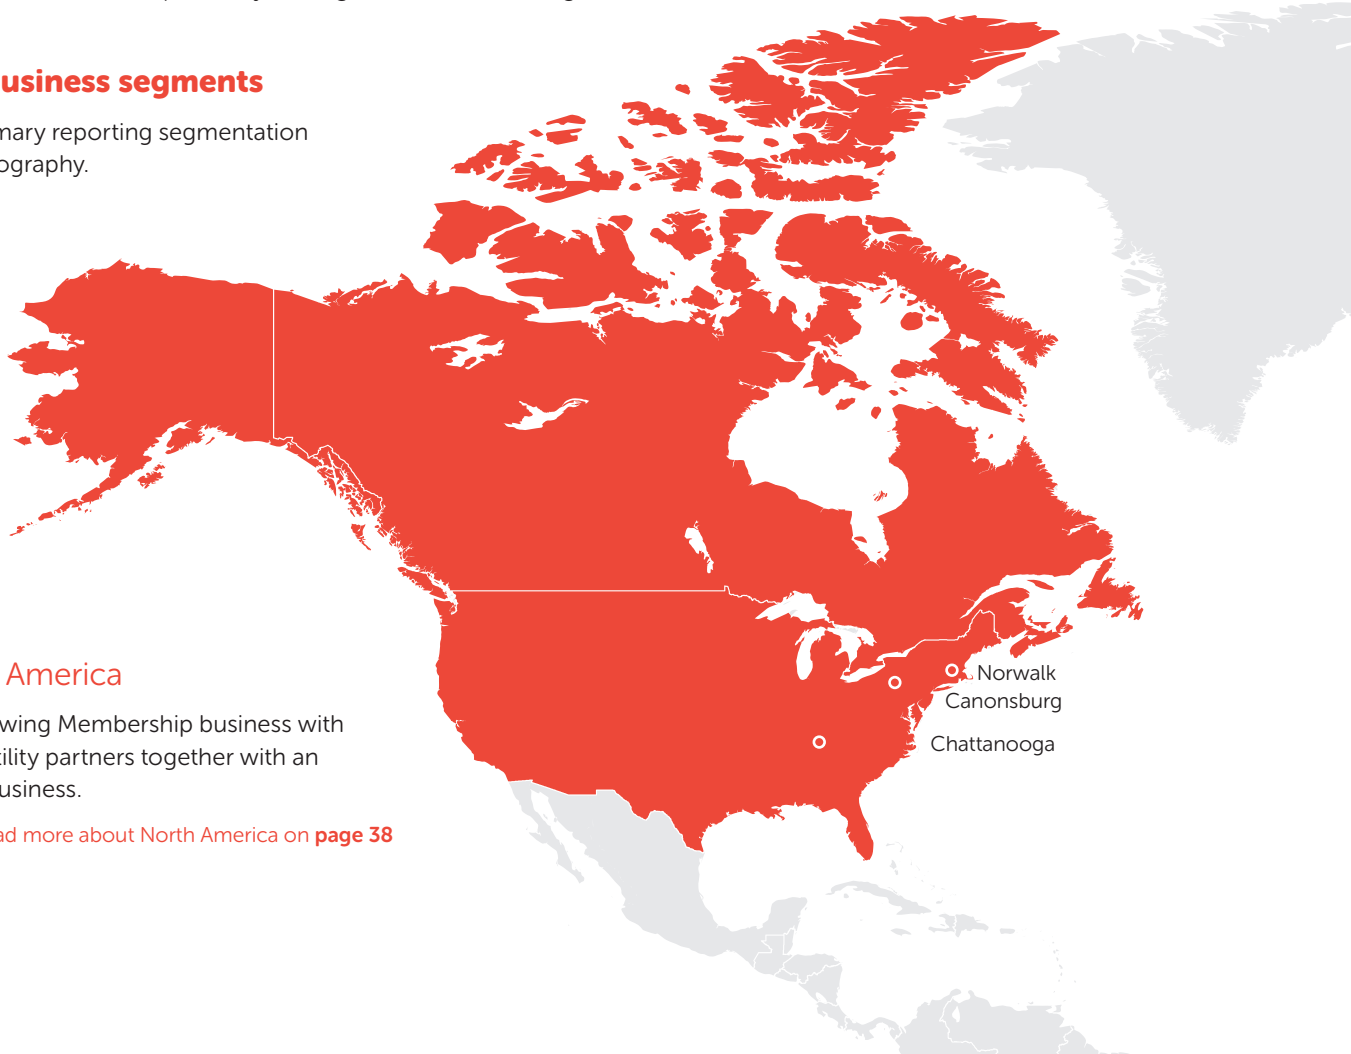 usiness segments
mary reporting segmentation
ography.
America
wing Membership business with
tility partners together with an
usiness.
ad more about North America on page 38
Norwalk
Canonsburg
Chattanooga